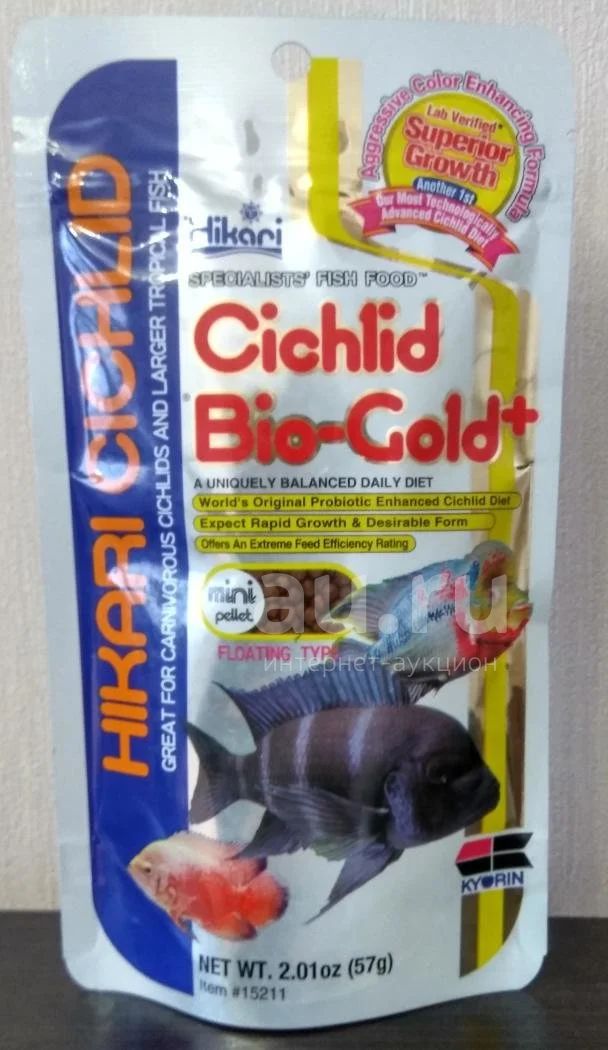 Aggressive Color Enhancing Formula
Lab Verified*
Superior
Growth
Another 1st
Our Most Technologically
Advanced Cichlid Diet
Hikari
SPECIALISTS' FISH FOOD™
Cichlid
Bio-Gold+
A UNIQUELY BALANCED DAILY DIET
World's Original Probiotic Enhanced Cichlid Diet
Expect Rapid Growth & Desirable Form
Offers An Extreme Feed Efficiency Rating
mini
pellet
FLOATING TYPE
au.ru
интернет-аукцион
HIKARI CICHLID
GREAT FOR CARNIVOROUS CICHLIDS AND LARGER TROPICAL FISH
KYORIN
NET WT. 2.01oz (57g)
Item #15211